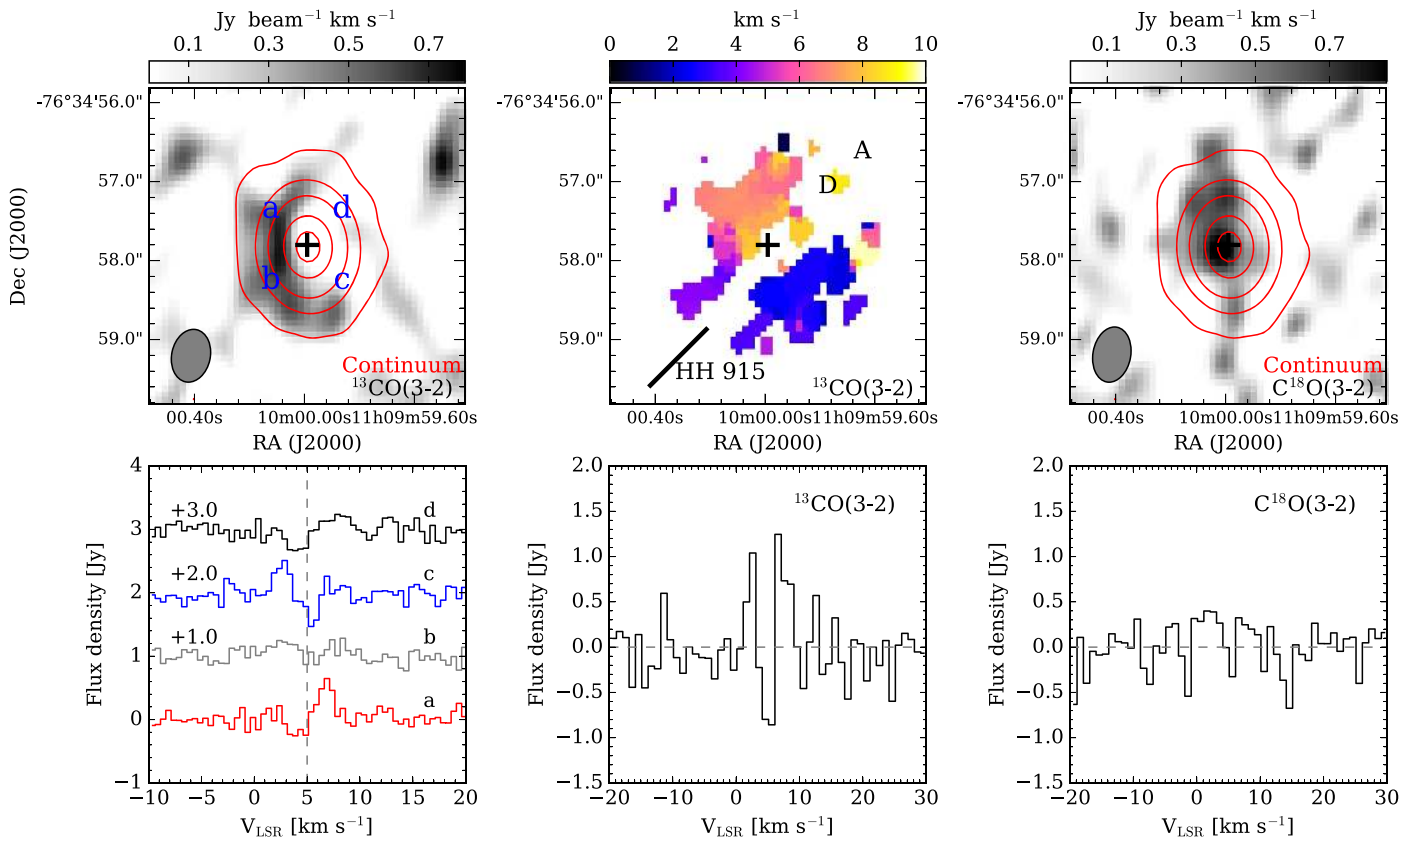 Jy beam⁻¹ km s⁻¹
0.1 0.3 0.5 0.7
km s⁻¹
0 2 4 6 8 10
Jy beam⁻¹ km s⁻¹
0.1 0.3 0.5 0.7
Dec (J2000)
-76°34'56.0"
57.0"
58.0"
59.0"
a d
b c
Continuum
¹³CO(3-2)
00.40s 10m00.00s 11h09m59.60s
RA (J2000)
-76°34'56.0"
57.0"
58.0"
59.0"
A
D
HH 915
¹³CO(3-2)
00.40s 10m00.00s 11h09m59.60s
RA (J2000)
-76°34'56.0"
57.0"
58.0"
59.0"
Continuum
C¹⁸O(3-2)
00.40s 10m00.00s 11h09m59.60s
RA (J2000)
Flux density [Jy]
4
3
2
1
0
−1
+3.0 d
+2.0 c
+1.0 b
a
−10 −5 0 5 10 15 20
V_LSR [km s⁻¹]
Flux density [Jy]
2.0
1.5
1.0
0.5
0.0
−0.5
−1.0
−1.5
¹³CO(3-2)
−20 −10 0 10 20 30
V_LSR [km s⁻¹]
Flux density [Jy]
2.0
1.5
1.0
0.5
0.0
−0.5
−1.0
−1.5
C¹⁸O(3-2)
−20 −10 0 10 20 30
V_LSR [km s⁻¹]